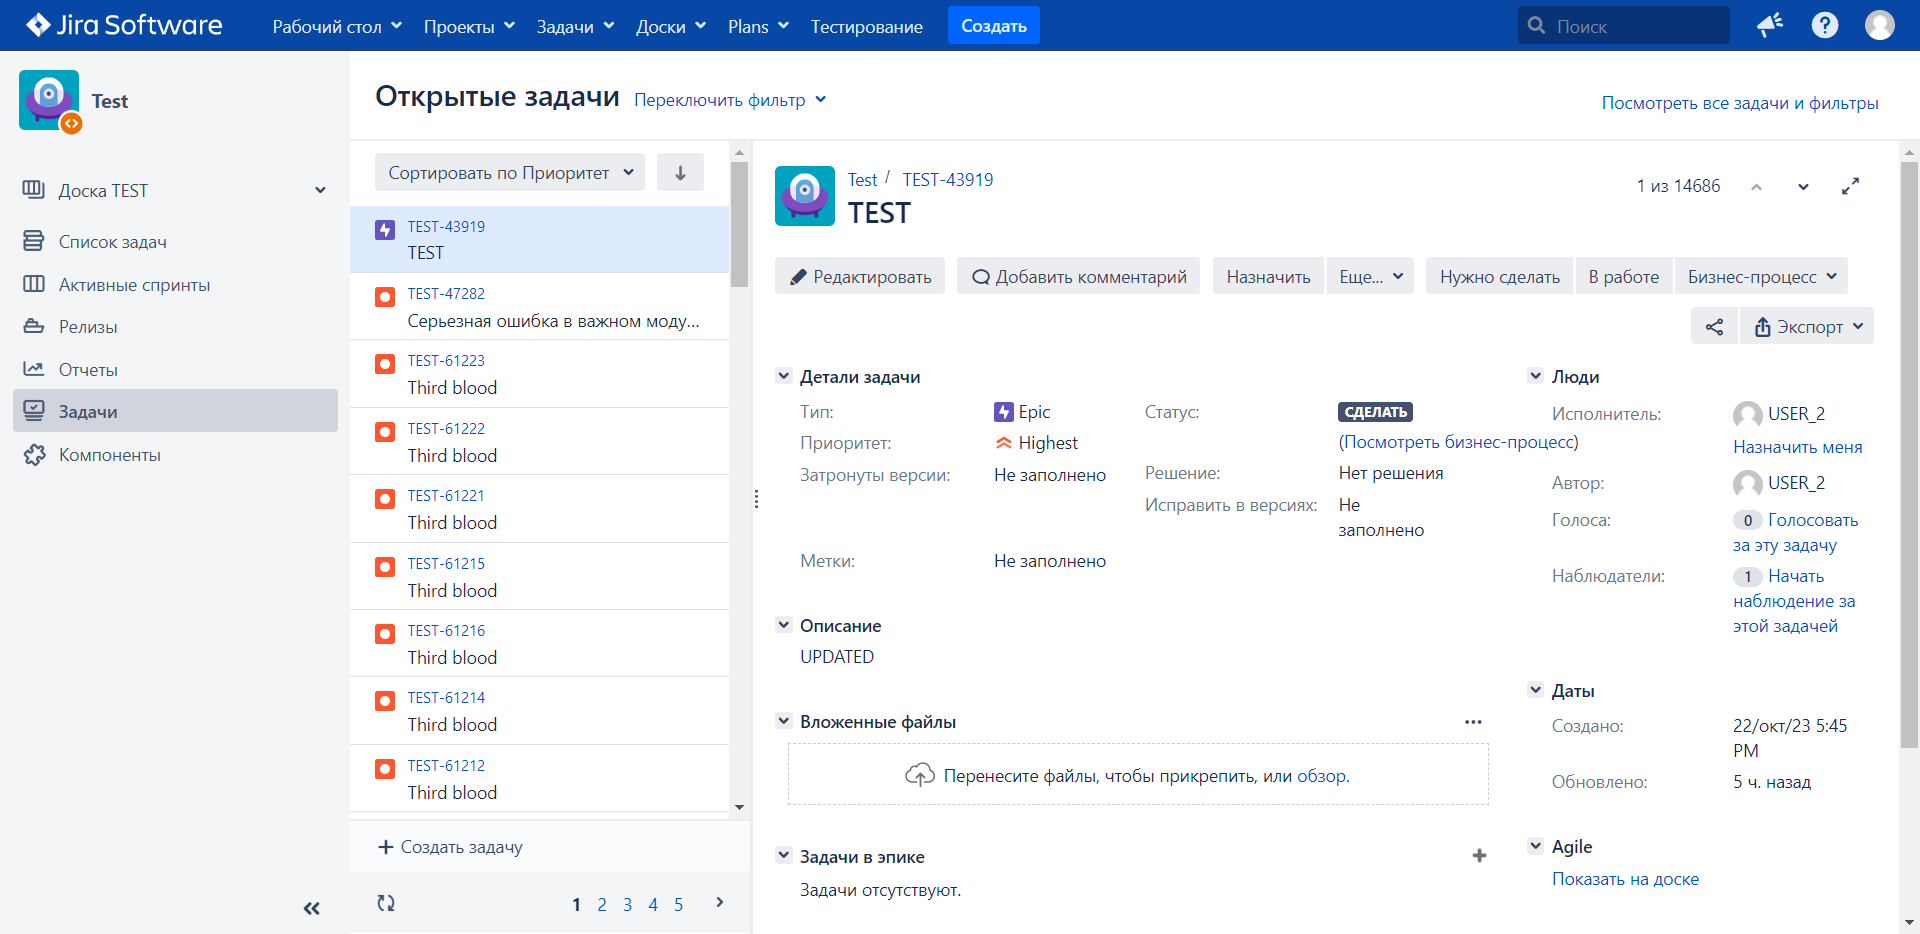 Jira Software
Рабочий стол
Проекты
Задачи
Доски
Plans
Тестирование
Создать
Поиск
Test
Доска TEST
Список задач
Активные спринты
Релизы
Отчеты
Задачи
Компоненты
Открытые задачи
Переключить фильтр
Посмотреть все задачи и фильтры
Сортировать по Приоритет
TEST-43919
TEST
TEST-47282
Серьезная ошибка в важном моду...
TEST-61223
Third blood
TEST-61222
Third blood
TEST-61221
Third blood
TEST-61215
Third blood
TEST-61216
Third blood
TEST-61214
Third blood
TEST-61212
Third blood
Создать задачу
1 2 3 4 5
Test / TEST-43919
TEST
1 из 14686
Редактировать
Добавить комментарий
Назначить
Еще...
Нужно сделать
В работе
Бизнес-процесс
Экспорт
Детали задачи
Тип: Epic
Приоритет: Highest
Затронуты версии: Не заполнено
Метки: Не заполнено
Статус: СДЕЛАТЬ
(Посмотреть бизнес-процесс)
Решение: Нет решения
Исправить в версиях: Не
заполнено
Описание
UPDATED
Вложенные файлы
Перенесите файлы, чтобы прикрепить, или обзор.
Задачи в эпике
Задачи отсутствуют.
Люди
Исполнитель: USER_2
Назначить меня
Автор: USER_2
Голоса: 0 Голосовать
за эту задачу
Наблюдатели: 1 Начать
наблюдение за
этой задачей
Даты
Создано: 22/окт/23 5:45
PM
Обновлено: 5 ч. назад
Agile
Показать на доске